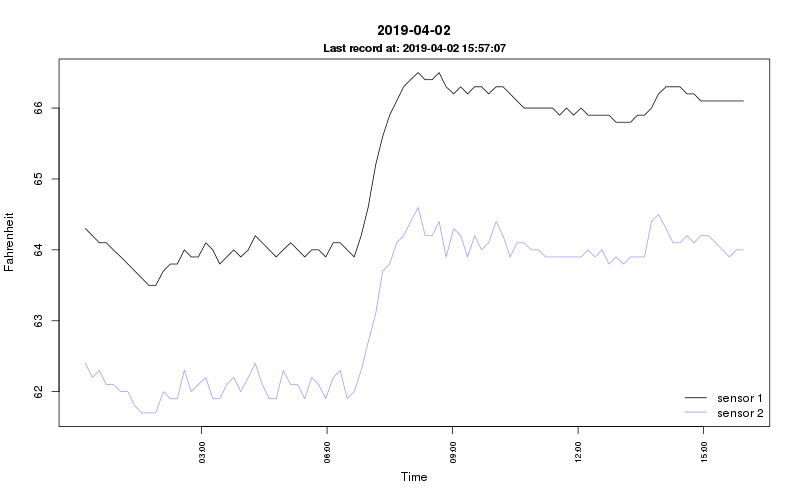 2019-04-02
Last record at: 2019-04-02 15:57:07
Fahrenheit
66
65
64
63
62
sensor 1
sensor 2
03:00
06:00
09:00
12:00
15:00
Time